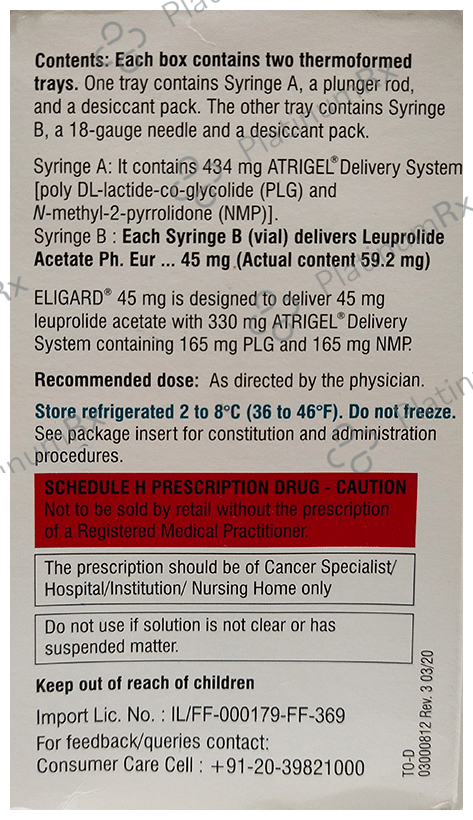 Contents: Each box contains two thermoformed
trays. One tray contains Syringe A, a plunger rod,
and a desiccant pack. The other tray contains Syringe
B, a 18-gauge needle and a desiccant pack.
Syringe A: It contains 434 mg ATRIGEL® Delivery System
[poly DL-lactide-co-glycolide (PLG) and
N-methyl-2-pyrrolidone (NMP)].
Syringe B : Each Syringe B (vial) delivers Leuprolide
Acetate Ph. Eur ... 45 mg (Actual content 59.2 mg)
ELIGARD® 45 mg is designed to deliver 45 mg
leuprolide acetate with 330 mg ATRIGEL® Delivery
System containing 165 mg PLG and 165 mg NMP.
Recommended dose: As directed by the physician.
Store refrigerated 2 to 8°C (36 to 46°F). Do not freeze.
See package insert for constitution and administration
procedures.
SCHEDULE H PRESCRIPTION DRUG - CAUTION
Not to be sold by retail without the prescription
of a Registered Medical Practitioner.
The prescription should be of Cancer Specialist/
Hospital/Institution/ Nursing Home only
Do not use if solution is not clear or has
suspended matter.
Keep out of reach of children
Import Lic. No. : IL/FF-000179-FF-369
For feedback/queries contact:
Consumer Care Cell : +91-20-39821000
TO-D
03000812 Rev. 3 03/20
PlatinumRx
PlatinumRx
PlatinumRx
PlatinumRx